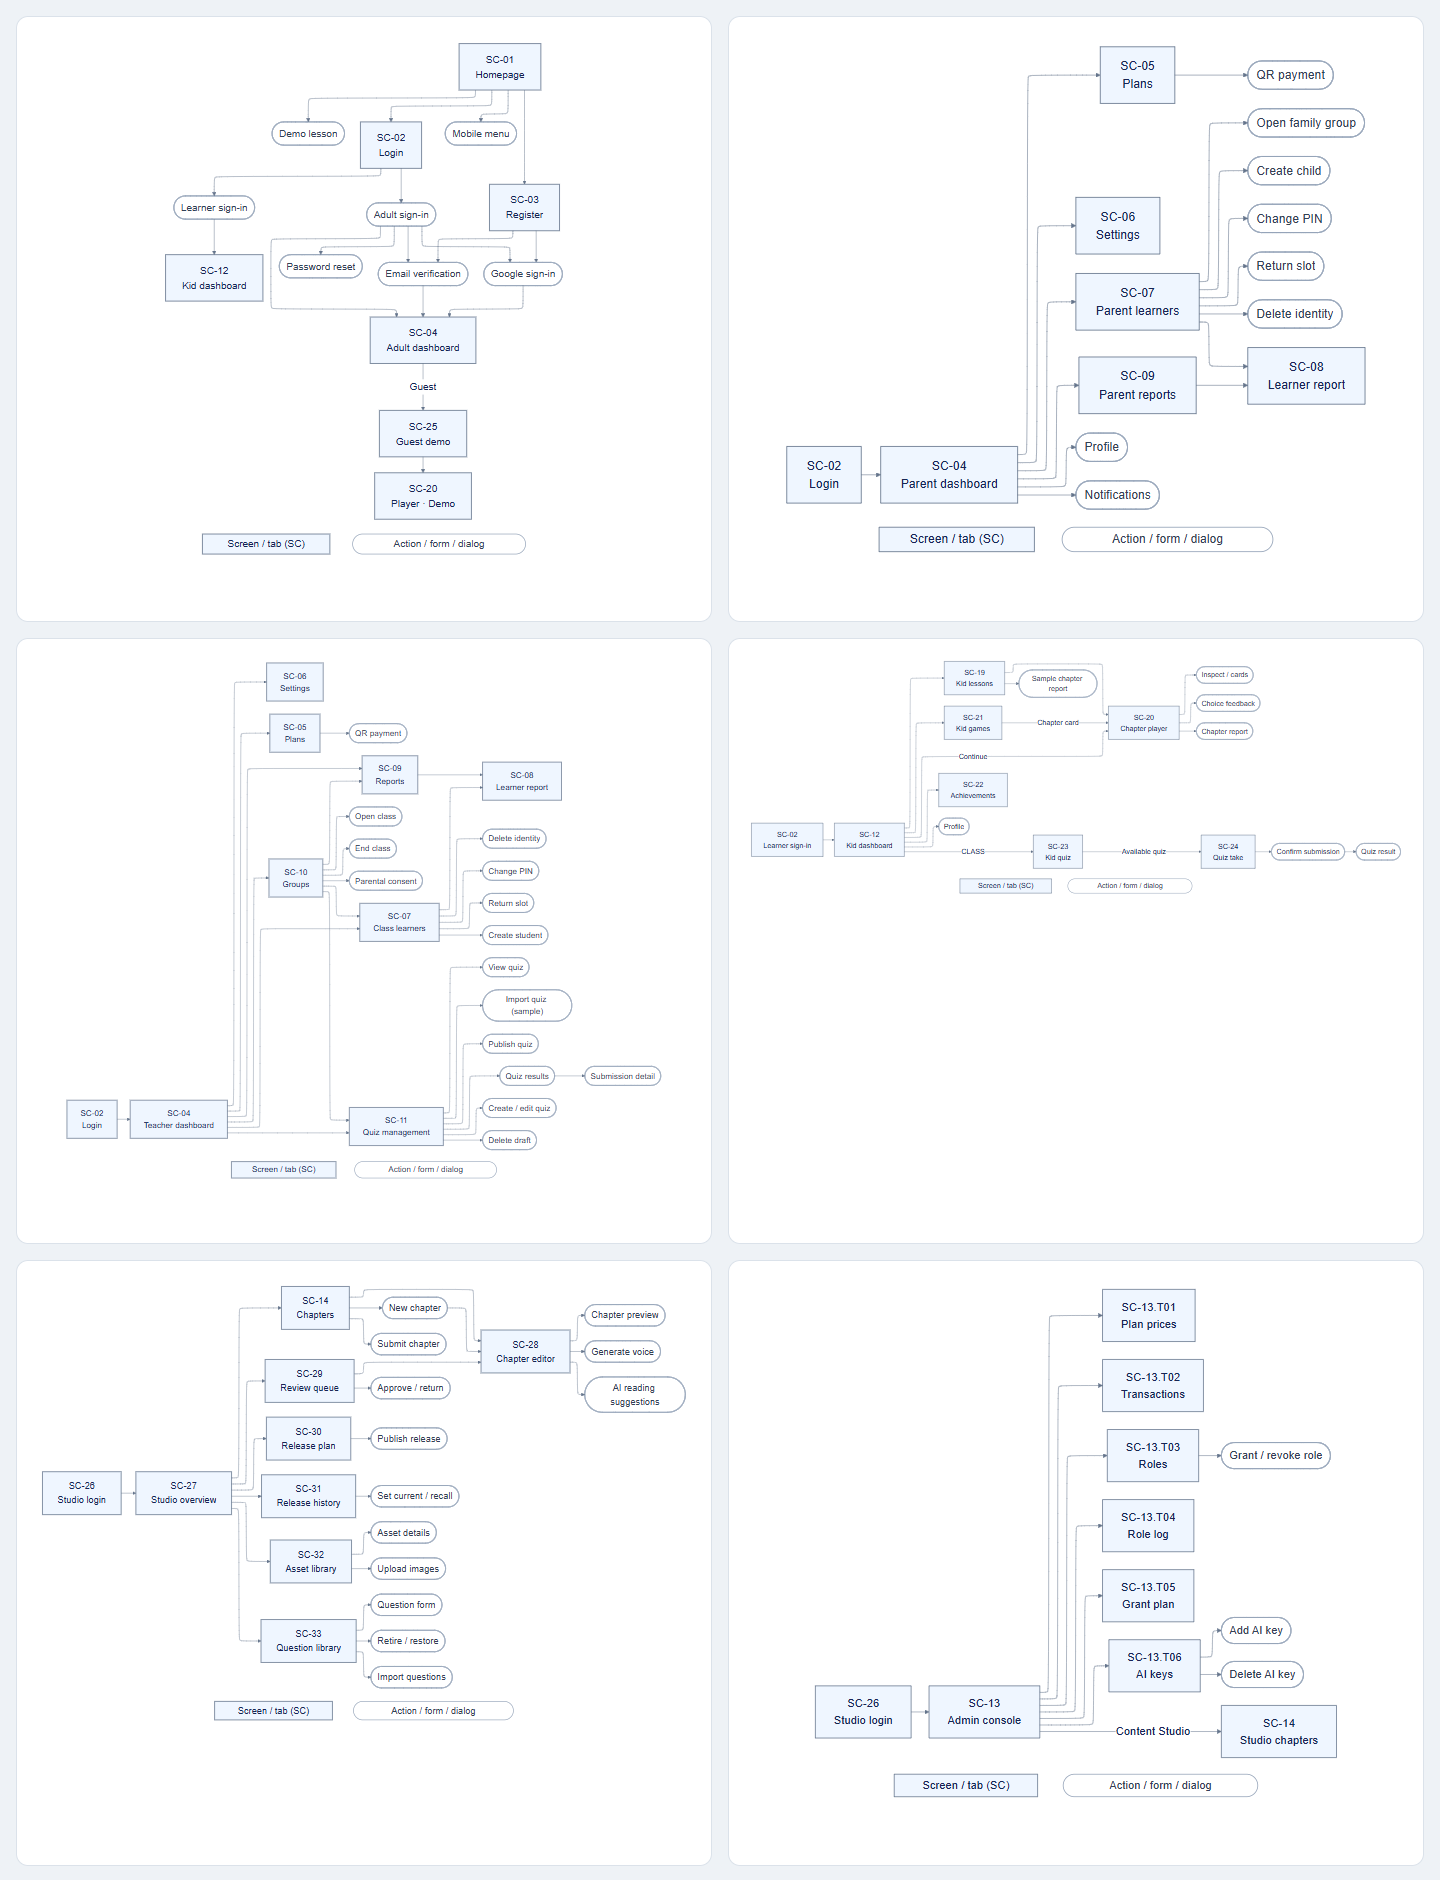 SC-01
Homepage
Demo lesson
SC-02
Login
Mobile menu
Learner sign-in
Adult sign-in
SC-03
Register
SC-12
Kid dashboard
Password reset
Email verification
Google sign-in
SC-04
Adult dashboard
Guest
SC-25
Guest demo
SC-20
Player · Demo
Screen / tab (SC)
Action / form / dialog
SC-05
Plans
QR payment
Open family group
Create child
SC-06
Settings
Change PIN
Return slot
SC-07
Parent learners
Delete identity
SC-09
Parent reports
SC-08
Learner report
SC-02
Login
SC-04
Parent dashboard
Profile
Notifications
Screen / tab (SC)
Action / form / dialog
SC-06
Settings
SC-05
Plans
QR payment
SC-09
Reports
SC-08
Learner report
Open class
End class
Delete identity
SC-10
Groups
Parental consent
Change PIN
SC-07
Class learners
Return slot
Create student
View quiz
Import quiz
(sample)
Publish quiz
Quiz results
Submission detail
SC-02
Login
SC-04
Teacher dashboard
SC-11
Quiz management
Create / edit quiz
Delete draft
Screen / tab (SC)
Action / form / dialog
SC-19
Kid lessons
Sample chapter
report
Inspect / cards
SC-21
Kid games
Chapter card
SC-20
Chapter player
Choice feedback
Chapter report
Continue
SC-22
Achievements
Profile
SC-02
Learner sign-in
SC-12
Kid dashboard
CLASS
SC-23
Kid quiz
Available quiz
SC-24
Quiz take
Confirm submission
Quiz result
Screen / tab (SC)
Action / form / dialog
SC-14
Chapters
New chapter
Submit chapter
SC-28
Chapter editor
Chapter preview
Generate voice
AI reading
suggestions
SC-29
Review queue
Approve / return
SC-30
Release plan
Publish release
SC-26
Studio login
SC-27
Studio overview
SC-31
Release history
Set current / recall
SC-32
Asset library
Asset details
Upload images
SC-33
Question library
Question form
Retire / restore
Import questions
Screen / tab (SC)
Action / form / dialog
SC-13.T01
Plan prices
SC-13.T02
Transactions
SC-13.T03
Roles
Grant / revoke role
SC-13.T04
Role log
SC-13.T05
Grant plan
SC-13.T06
AI keys
Add AI key
Delete AI key
SC-26
Studio login
SC-13
Admin console
Content Studio
SC-14
Studio chapters
Screen / tab (SC)
Action / form / dialog